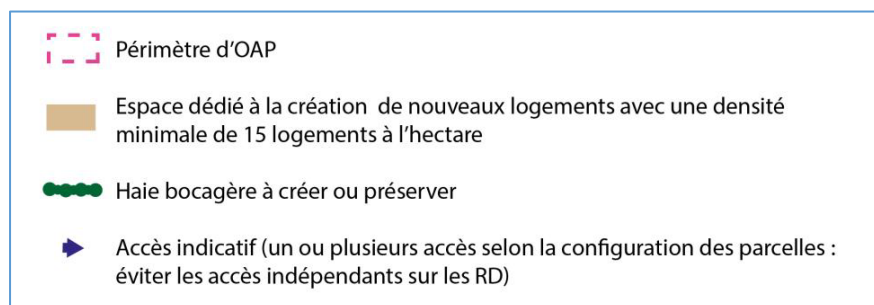 Périmètre d'OAP
Espace dédié à la création de nouveaux logements avec une densité
minimale de 15 logements à l'hectare
Haie bocagère à créer ou préserver
Accès indicatif (un ou plusieurs accès selon la configuration des parcelles :
éviter les accès indépendants sur les RD)